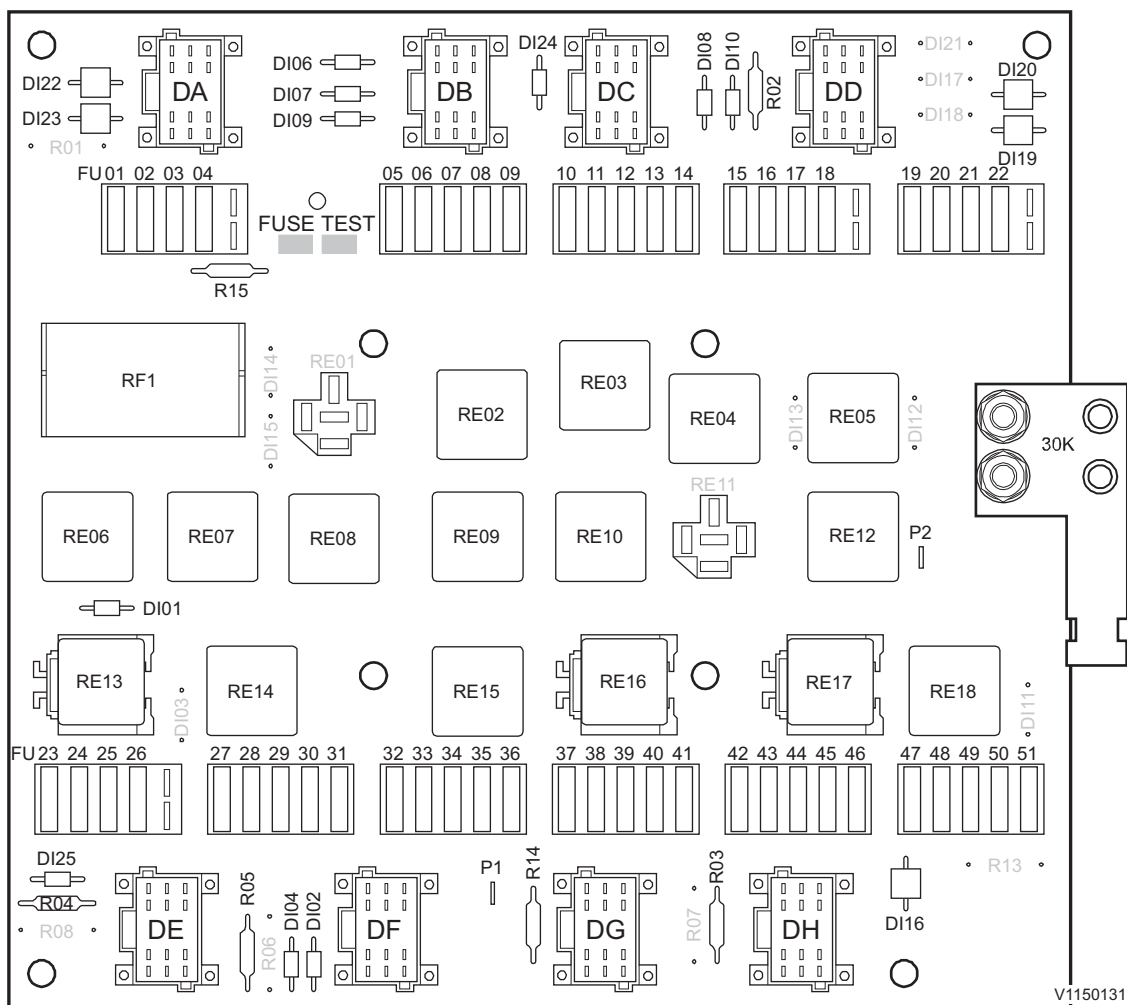 DI22
DA
DI06
DB
DI24
DC
DI08
DI10
R02
DD
DI21
DI20
DI23
DI07
DI17
DI09
DI18
DI19
R01
FU 01 02 03 04
05 06 07 08 09
10 11 12 13 14
15 16 17 18
19 20 21 22
FUSE TEST
R15
RF1
DI14
DI15
RE01
RE02
RE03
RE04
DI13
RE05
DI12
30K
RE06
RE07
RE08
RE09
RE10
RE11
RE12
P2
DI01
RE13
DI03
RE14
RE15
RE16
RE17
RE18
DI11
FU 23 24 25 26
27 28 29 30 31
32 33 34 35 36
37 38 39 40 41
42 43 44 45 46
47 48 49 50 51
DI25
R04
R08
DE
R05
R06
DI04
DI02
DF
P1
R14
DG
R07
R03
DH
DI16
R13
V1150131